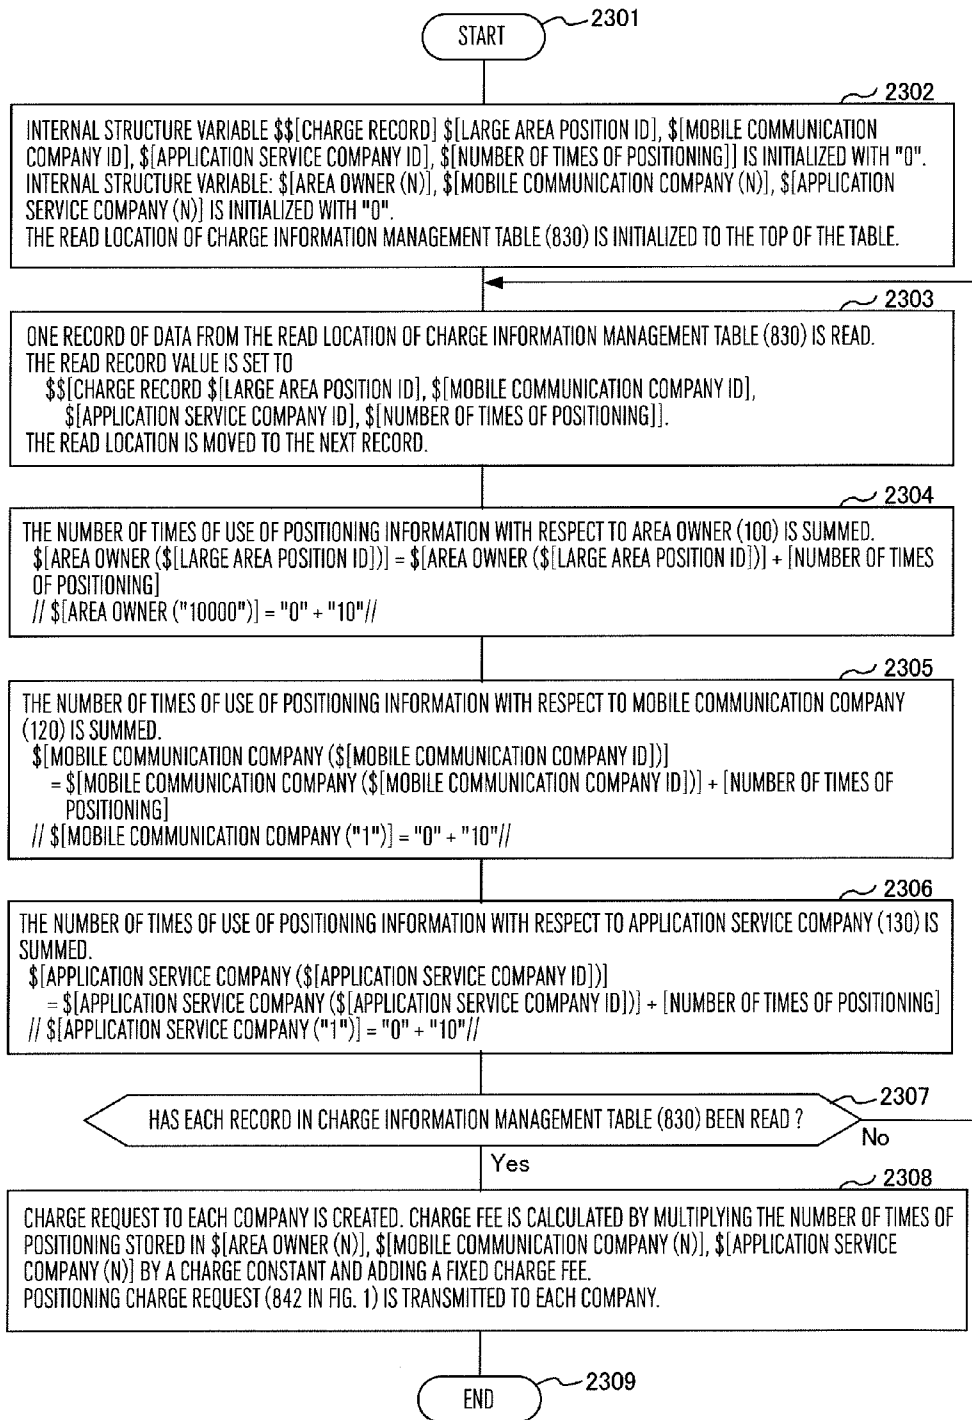 START
2301
2302
INTERNAL STRUCTURE VARIABLE $$[CHARGE RECORD] $[LARGE AREA POSITION ID], $[MOBILE COMMUNICATION
COMPANY ID], $[APPLICATION SERVICE COMPANY ID], $[NUMBER OF TIMES OF POSITIONING]] IS INITIALIZED WITH "0".
INTERNAL STRUCTURE VARIABLE: $[AREA OWNER (N)], $[MOBILE COMMUNICATION COMPANY (N)], $[APPLICATION
SERVICE COMPANY (N)] IS INITIALIZED WITH "0".
THE READ LOCATION OF CHARGE INFORMATION MANAGEMENT TABLE (830) IS INITIALIZED TO THE TOP OF THE TABLE.
2303
ONE RECORD OF DATA FROM THE READ LOCATION OF CHARGE INFORMATION MANAGEMENT TABLE (830) IS READ.
THE READ RECORD VALUE IS SET TO
$$[CHARGE RECORD $[LARGE AREA POSITION ID], $[MOBILE COMMUNICATION COMPANY ID],
$[APPLICATION SERVICE COMPANY ID], $[NUMBER OF TIMES OF POSITIONING]].
THE READ LOCATION IS MOVED TO THE NEXT RECORD.
2304
THE NUMBER OF TIMES OF USE OF POSITIONING INFORMATION WITH RESPECT TO AREA OWNER (100) IS SUMMED.
$[AREA OWNER ($[LARGE AREA POSITION ID])] = $[AREA OWNER ($[LARGE AREA POSITION ID])] + [NUMBER OF TIMES
OF POSITIONING]
// $[AREA OWNER ("10000")] = "0" + "10"//
2305
THE NUMBER OF TIMES OF USE OF POSITIONING INFORMATION WITH RESPECT TO MOBILE COMMUNICATION COMPANY
(120) IS SUMMED.
$[MOBILE COMMUNICATION COMPANY ($[MOBILE COMMUNICATION COMPANY ID])]
= $[MOBILE COMMUNICATION COMPANY ($[MOBILE COMMUNICATION COMPANY ID])] + [NUMBER OF TIMES OF
POSITIONING]
// $[MOBILE COMMUNICATION COMPANY ("1")] = "0" + "10"//
2306
THE NUMBER OF TIMES OF USE OF POSITIONING INFORMATION WITH RESPECT TO APPLICATION SERVICE COMPANY (130) IS
SUMMED.
$[APPLICATION SERVICE COMPANY ($[APPLICATION SERVICE COMPANY ID])]
= $[APPLICATION SERVICE COMPANY ($[APPLICATION SERVICE COMPANY ID])] + [NUMBER OF TIMES OF POSITIONING]
// $[APPLICATION SERVICE COMPANY ("1")] = "0" + "10"//
2307
HAS EACH RECORD IN CHARGE INFORMATION MANAGEMENT TABLE (830) BEEN READ ?
No
Yes
2308
CHARGE REQUEST TO EACH COMPANY IS CREATED. CHARGE FEE IS CALCULATED BY MULTIPLYING THE NUMBER OF TIMES OF
POSITIONING STORED IN $[AREA OWNER (N)], $[MOBILE COMMUNICATION COMPANY (N)], $[APPLICATION SERVICE
COMPANY (N)] BY A CHARGE CONSTANT AND ADDING A FIXED CHARGE FEE.
POSITIONING CHARGE REQUEST (842 IN FIG. 1) IS TRANSMITTED TO EACH COMPANY.
END
2309